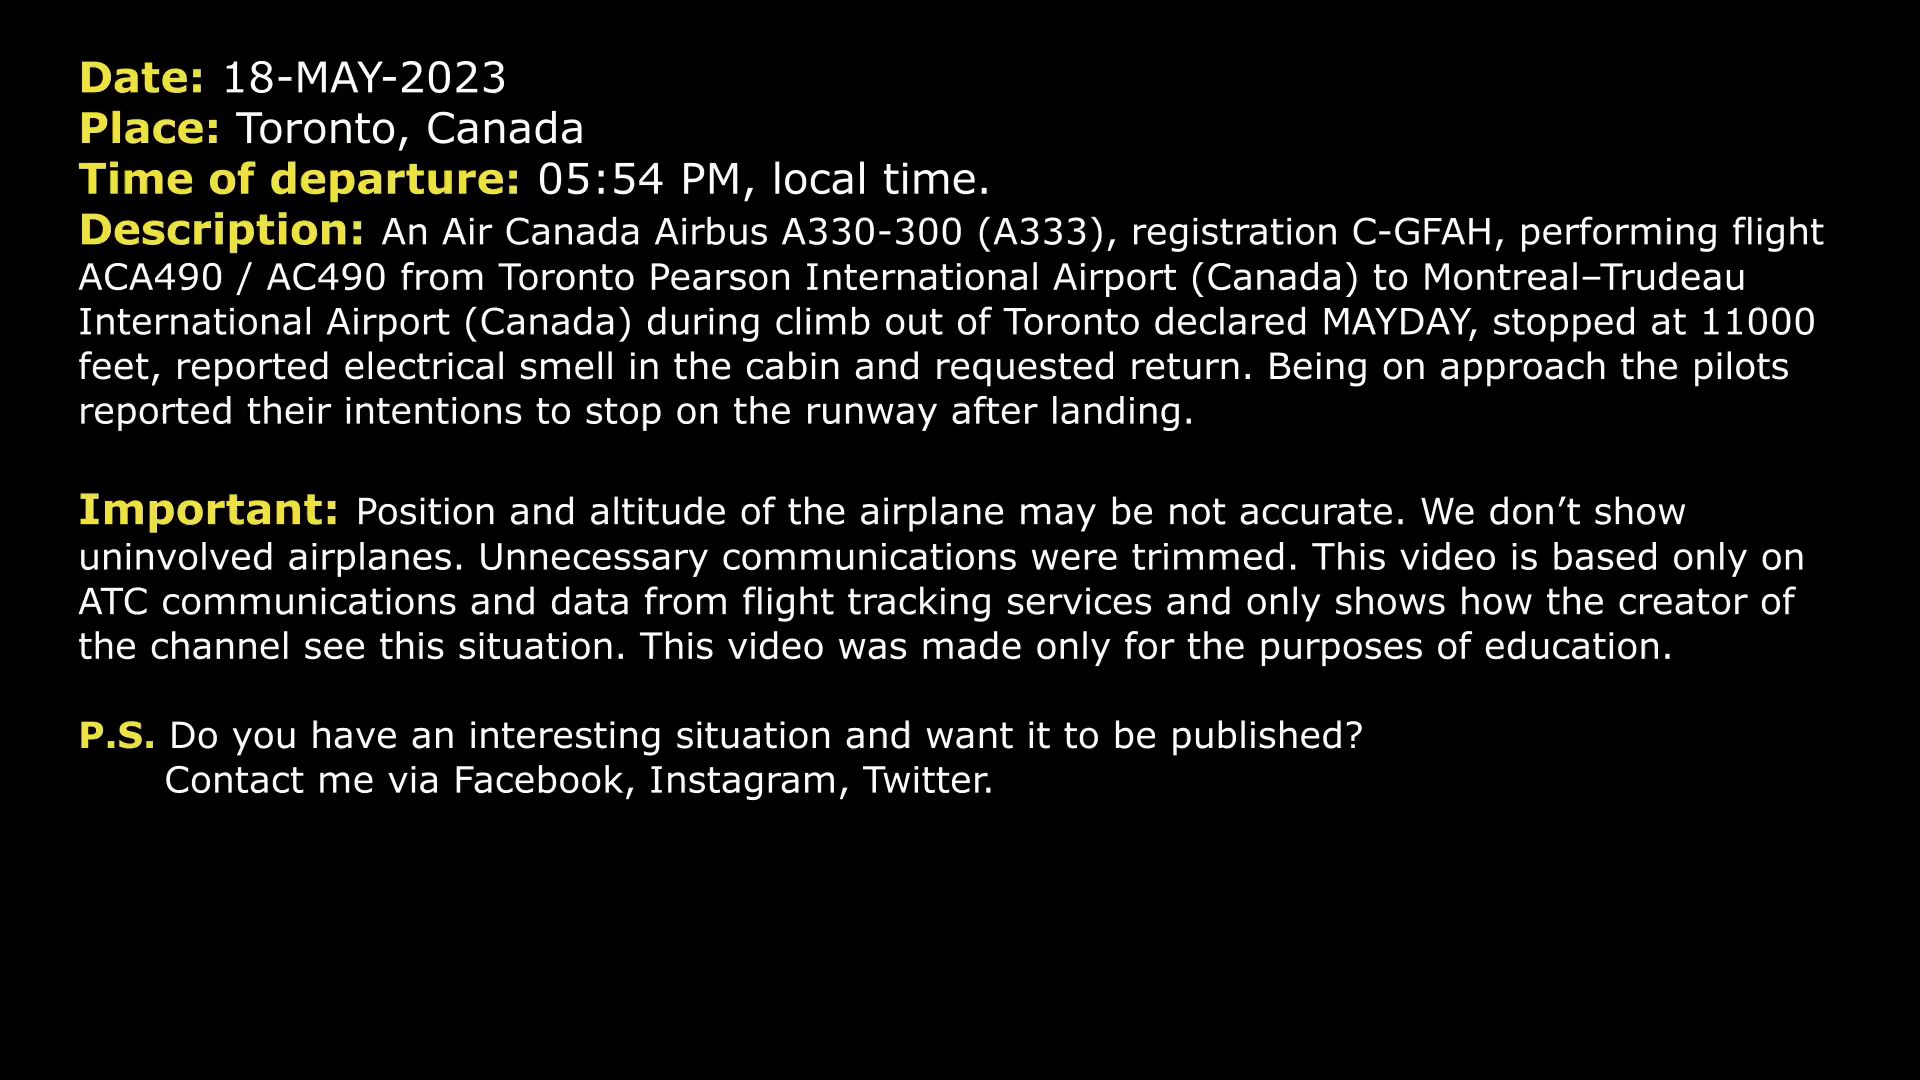 Date: 18-MAY-2023
Place: Toronto, Canada
Time of departure: 05:54 PM, local time.
Description: An Air Canada Airbus A330-300 (A333), registration C-GFAH, performing flight
ACA490 / AC490 from Toronto Pearson International Airport (Canada) to Montreal–Trudeau
International Airport (Canada) during climb out of Toronto declared MAYDAY, stopped at 11000
feet, reported electrical smell in the cabin and requested return. Being on approach the pilots
reported their intentions to stop on the runway after landing.
Important: Position and altitude of the airplane may be not accurate. We don’t show
uninvolved airplanes. Unnecessary communications were trimmed. This video is based only on
ATC communications and data from flight tracking services and only shows how the creator of
the channel see this situation. This video was made only for the purposes of education.
P.S. Do you have an interesting situation and want it to be published?
Contact me via Facebook, Instagram, Twitter.